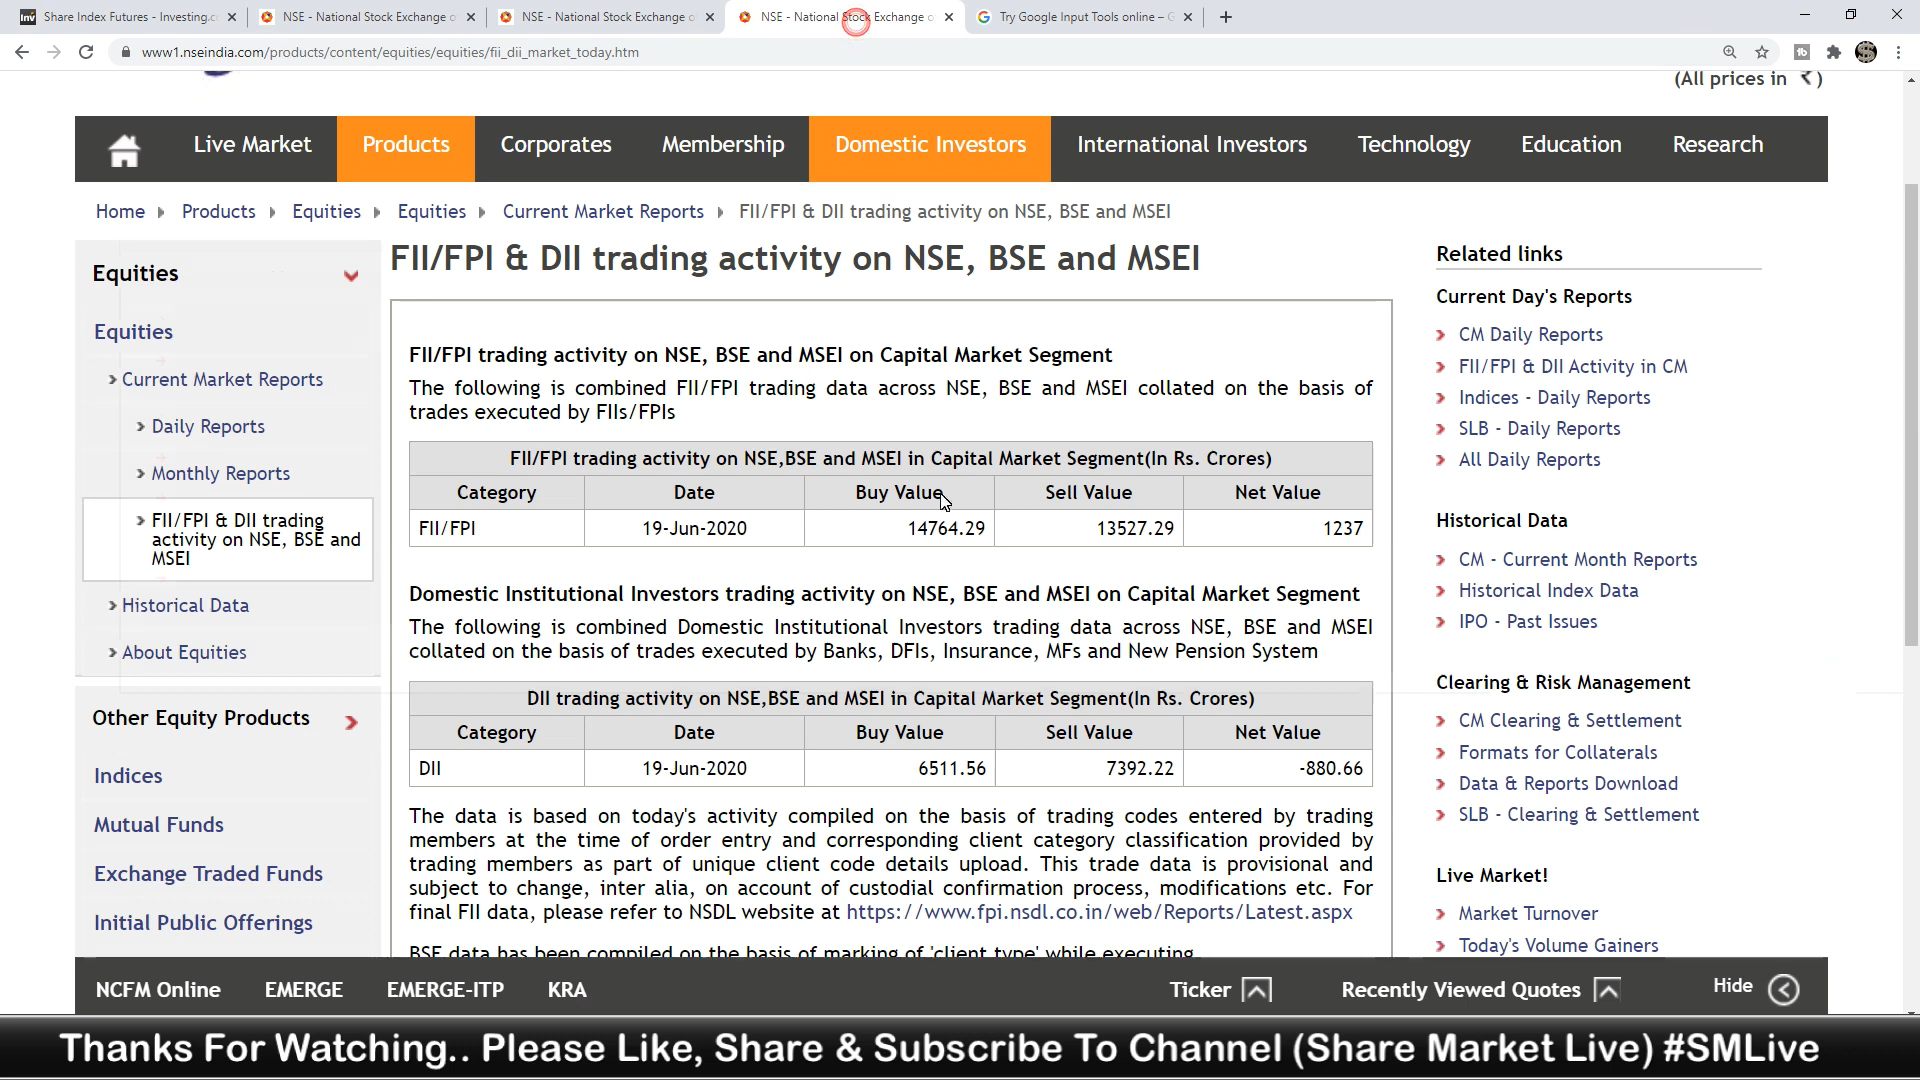 Share Index Futures - Investing.c
NSE - National Stock Exchange o
NSE - National Stock Exchange o
NSE - National Stock Exchange o
Try Google Input Tools online – G
www1.nseindia.com/products/content/equities/equities/fii_dii_market_today.htm
(All prices in ₹ )
Live Market
Products
Corporates
Membership
Domestic Investors
International Investors
Technology
Education
Research
Home Products Equities Equities Current Market Reports FII/FPI & DII trading activity on NSE, BSE and MSEI
Equities
Equities
Current Market Reports
Daily Reports
Monthly Reports
FII/FPI & DII trading
activity on NSE, BSE and
MSEI
Historical Data
About Equities
Other Equity Products
Indices
Mutual Funds
Exchange Traded Funds
Initial Public Offerings
FII/FPI & DII trading activity on NSE, BSE and MSEI
FII/FPI trading activity on NSE, BSE and MSEI on Capital Market Segment
The following is combined FII/FPI trading data across NSE, BSE and MSEI collated on the basis of
trades executed by FIIs/FPIs
FII/FPI trading activity on NSE,BSE and MSEI in Capital Market Segment(In Rs. Crores)
Category Date Buy Value Sell Value Net Value
FII/FPI 19-Jun-2020 14764.29 13527.29 1237
Domestic Institutional Investors trading activity on NSE, BSE and MSEI on Capital Market Segment
The following is combined Domestic Institutional Investors trading data across NSE, BSE and MSEI
collated on the basis of trades executed by Banks, DFIs, Insurance, MFs and New Pension System
DII trading activity on NSE,BSE and MSEI in Capital Market Segment(In Rs. Crores)
Category Date Buy Value Sell Value Net Value
DII 19-Jun-2020 6511.56 7392.22 -880.66
The data is based on today's activity compiled on the basis of trading codes entered by trading
members at the time of order entry and corresponding client category classification provided by
trading members as part of unique client code details upload. This trade data is provisional and
subject to change, inter alia, on account of custodial confirmation process, modifications etc. For
final FII data, please refer to NSDL website at https://www.fpi.nsdl.co.in/web/Reports/Latest.aspx
BSE data has been compiled on the basis of marking of 'client type' while executing
Related links
Current Day's Reports
CM Daily Reports
FII/FPI & DII Activity in CM
Indices - Daily Reports
SLB - Daily Reports
All Daily Reports
Historical Data
CM - Current Month Reports
Historical Index Data
IPO - Past Issues
Clearing & Risk Management
CM Clearing & Settlement
Formats for Collaterals
Data & Reports Download
SLB - Clearing & Settlement
Live Market!
Market Turnover
Today's Volume Gainers
NCFM Online EMERGE EMERGE-ITP KRA Ticker Recently Viewed Quotes Hide
Thanks For Watching.. Please Like, Share & Subscribe To Channel (Share Market Live) #SMLive